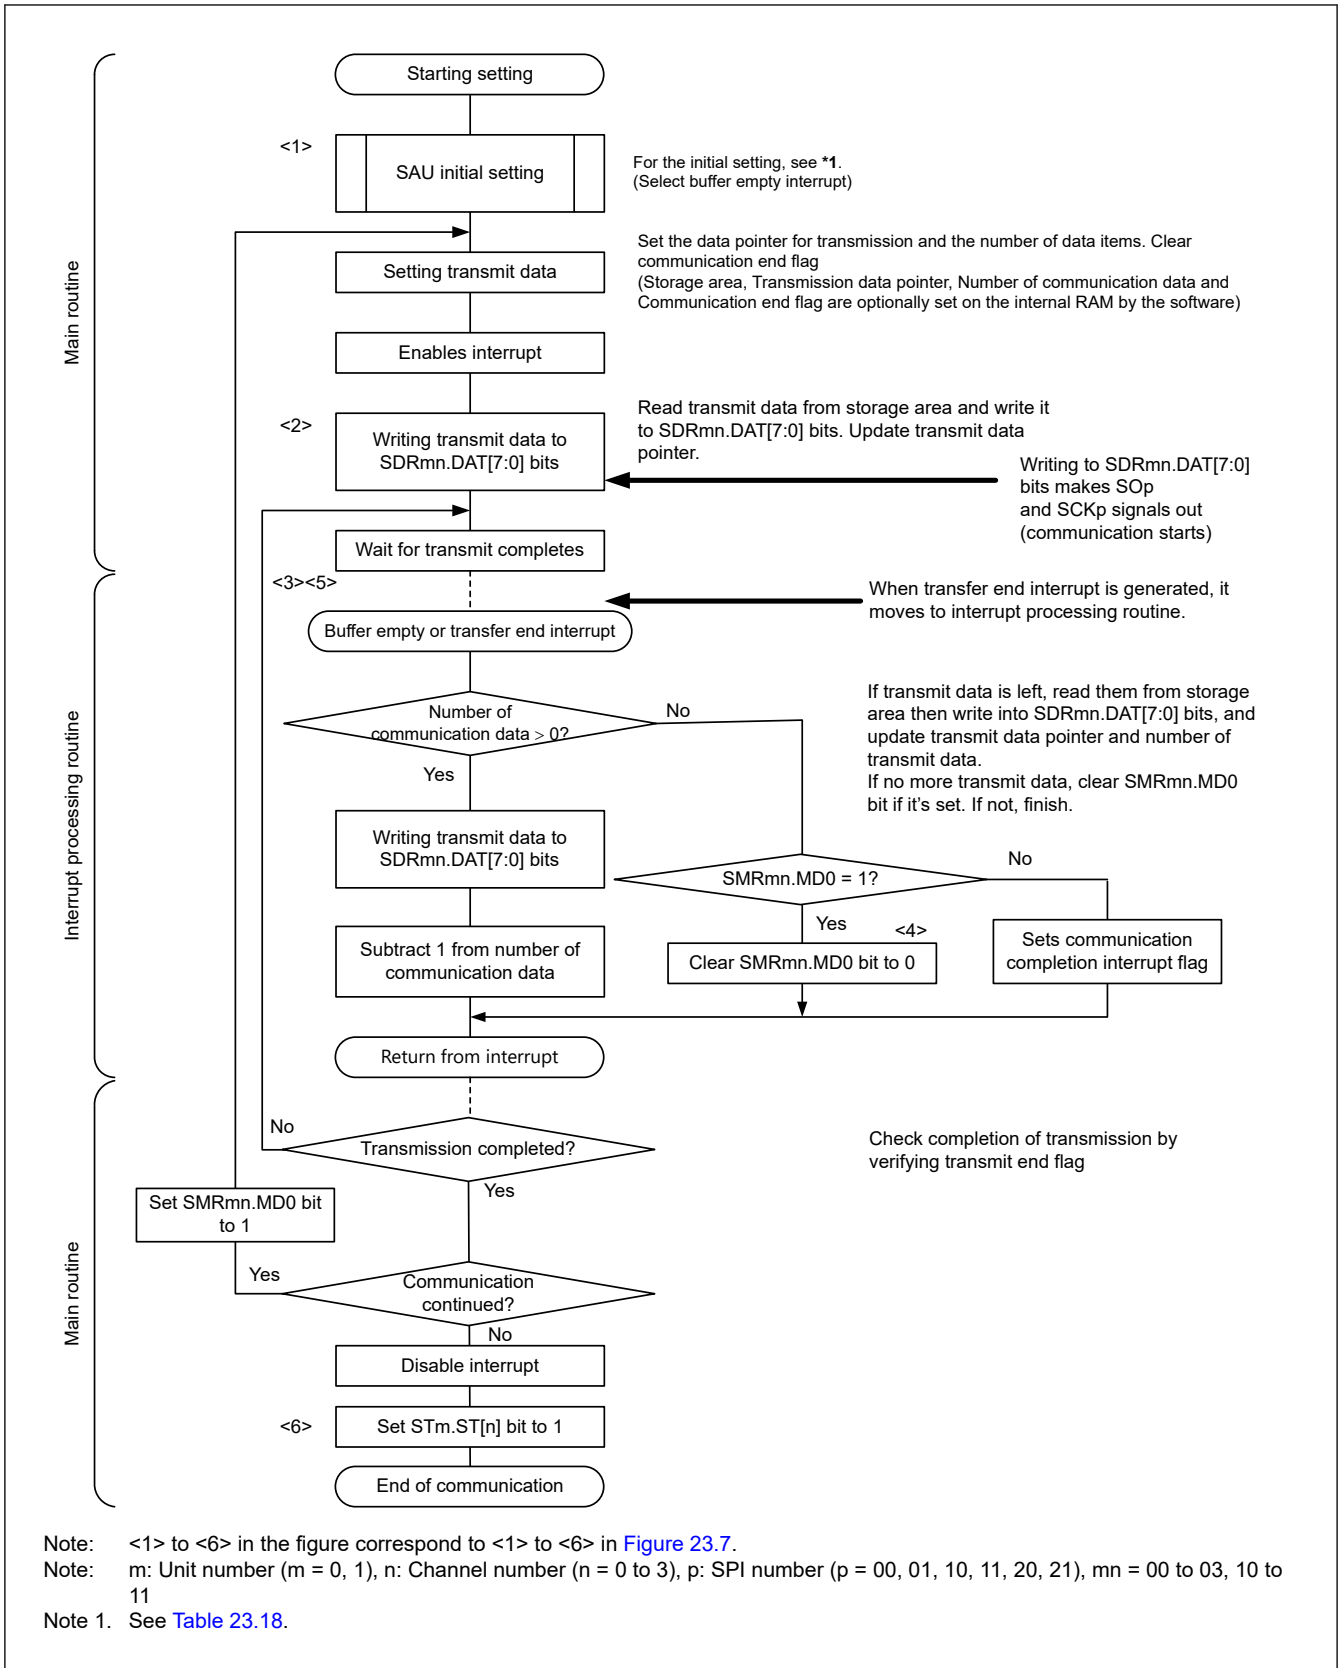 Starting setting
<1>
SAU initial setting
For the initial setting, see *1.
(Select buffer empty interrupt)
Main routine
Setting transmit data
Set the data pointer for transmission and the number of data items. Clear
communication end flag
(Storage area, Transmission data pointer, Number of communication data and
Communication end flag are optionally set on the internal RAM by the software)
Enables interrupt
<2>
Writing transmit data to
SDRmn.DAT[7:0] bits
Read transmit data from storage area and write it
to SDRmn.DAT[7:0] bits. Update transmit data
pointer.
Writing to SDRmn.DAT[7:0]
bits makes SOp
and SCKp signals out
(communication starts)
Wait for transmit completes
<3><5>
When transfer end interrupt is generated, it
moves to interrupt processing routine.
Buffer empty or transfer end interrupt
Interrupt processing routine
Number of
communication data > 0?
No
Yes
If transmit data is left, read them from storage
area then write into SDRmn.DAT[7:0] bits, and
update transmit data pointer and number of
transmit data.
If no more transmit data, clear SMRmn.MD0
bit if it's set. If not, finish.
Writing transmit data to
SDRmn.DAT[7:0] bits
SMRmn.MD0 = 1?
No
Yes
<4>
Subtract 1 from number of
communication data
Clear SMRmn.MD0 bit to 0
Sets communication
completion interrupt flag
Return from interrupt
No
Transmission completed?
Check completion of transmission by
verifying transmit end flag
Yes
Set SMRmn.MD0 bit
to 1
Main routine
Yes
Communication
continued?
No
Disable interrupt
<6>
Set STm.ST[n] bit to 1
End of communication
Note: <1> to <6> in the figure correspond to <1> to <6> in Figure 23.7.
Note: m: Unit number (m = 0, 1), n: Channel number (n = 0 to 3), p: SPI number (p = 00, 01, 10, 11, 20, 21), mn = 00 to 03, 10 to
11
Note 1. See Table 23.18.